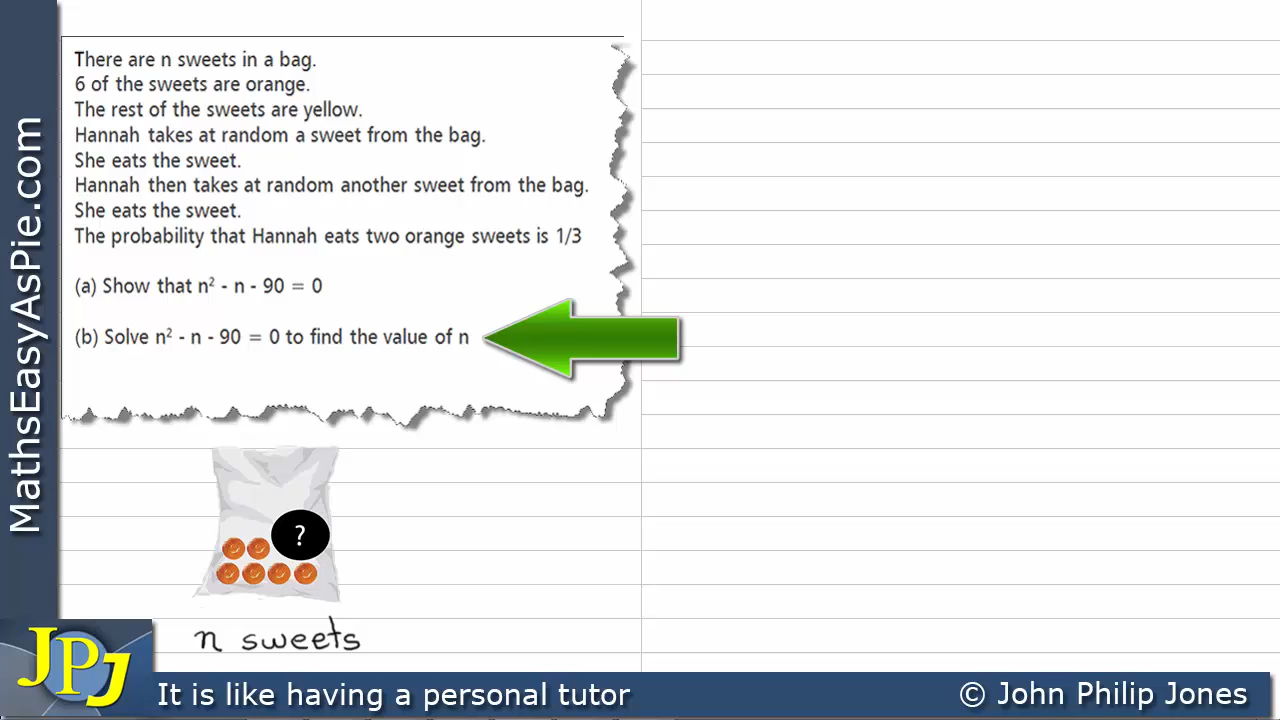 MathsEasyAsPie.com
There are n sweets in a bag.
6 of the sweets are orange.
The rest of the sweets are yellow.
Hannah takes at random a sweet from the bag.
She eats the sweet.
Hannah then takes at random another sweet from the bag.
She eats the sweet.
The probability that Hannah eats two orange sweets is 1/3
(a) Show that n² - n - 90 = 0
(b) Solve n² - n - 90 = 0 to find the value of n
?
n sweets
JPJ
It is like having a personal tutor
© John Philip Jones